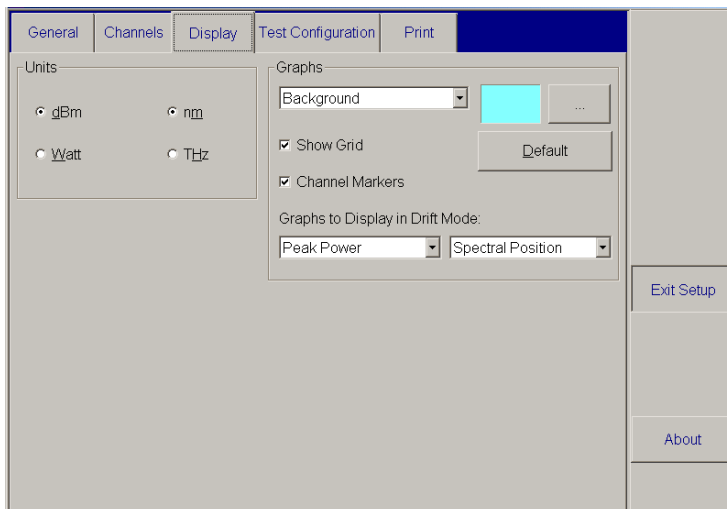 General Channels Display Test Configuration Print
Units
dBm nm
Watt THz
Graphs
Background ...
Show Grid Default
Channel Markers
Graphs to Display in Drift Mode:
Peak Power Spectral Position
Exit Setup
About